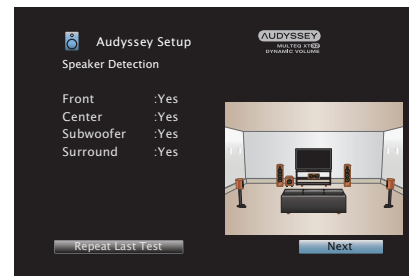 Audyssey Setup
AUDYSSEY
MULTEQ XT32
DYNAMIC VOLUME
Speaker Detection
Front :Yes
Center :Yes
Subwoofer :Yes
Surround :Yes
Repeat Last Test
Next